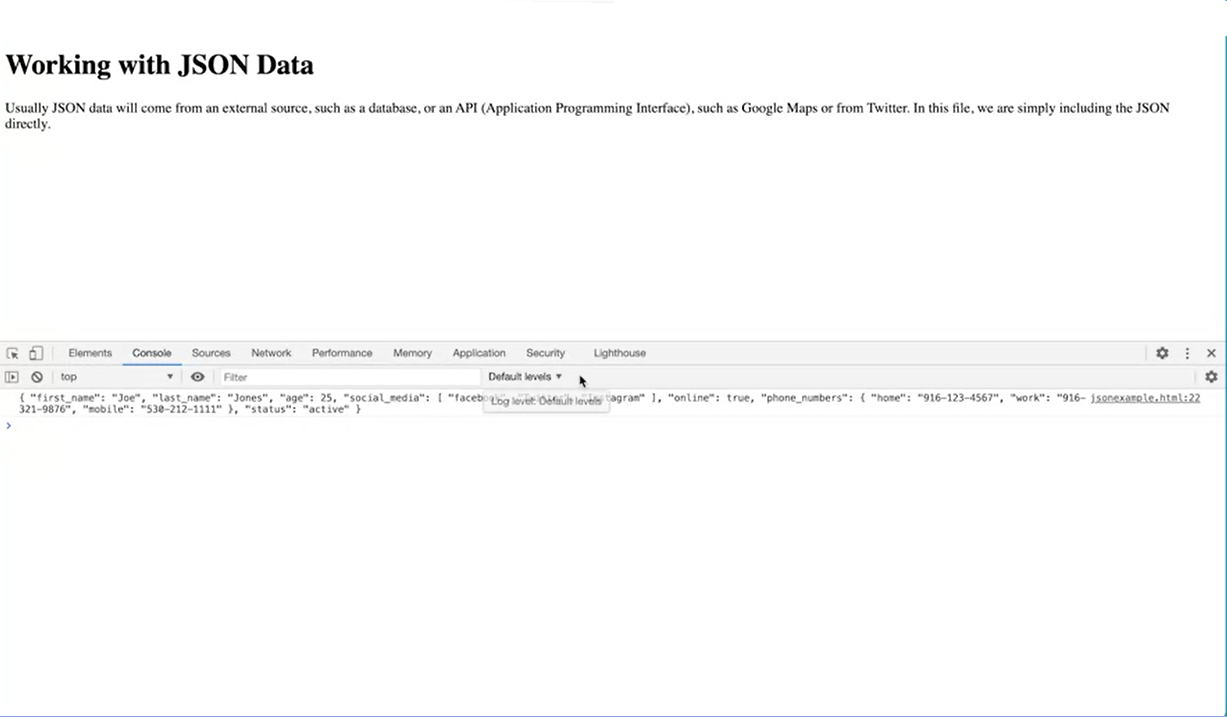 Working with JSON Data
Usually JSON data will come from an external source, such as a database, or an API (Application Programming Interface), such as Google Maps or from Twitter. In this file, we are simply including the JSON
directly.
Elements Console Sources Network Performance Memory Application Security Lighthouse
top Filter Default levels
{ "first_name": "Joe", "last_name": "Jones", "age": 25, "social_media": [ "facebook", "Instagram" ], "online": true, "phone_numbers": { "home": "916-123-4567", "work": "916- jsonexample.html:22
Log level: Default levels
321-9876", "mobile": "530-212-1111" }, "status": "active" }